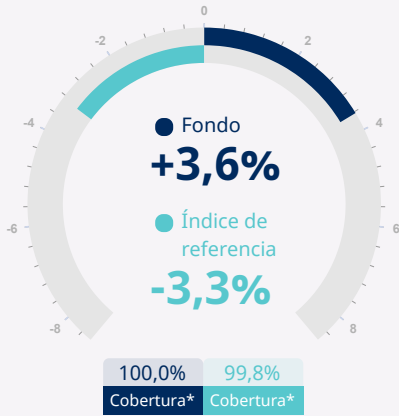 0
-2 2
-4 4
-6 6
-8 8
Fondo
+3,6%
Índice de
referencia
-3,3%
100,0% 99,8%
Cobertura* Cobertura*